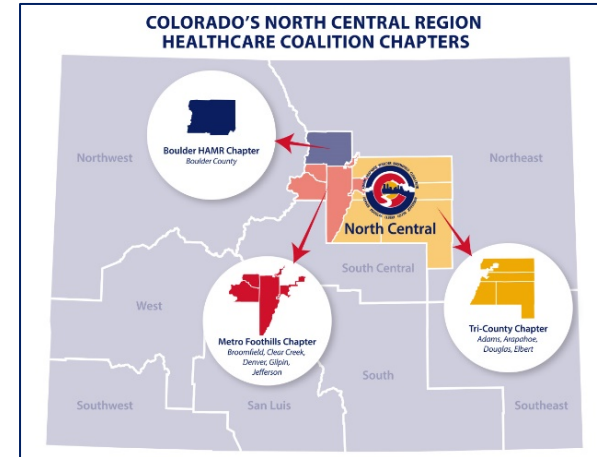 COLORADO'S NORTH CENTRAL REGION
HEALTHCARE COALITION CHAPTERS
Boulder HAMR Chapter
Boulder County
Northwest
Northeast
North Central
South Central
West
Metro Foothills Chapter
Broomfield, Clear Creek,
Denver, Gilpin,
Jefferson
Tri-County Chapter
Adams, Arapahoe,
Douglas, Elbert
South
Southwest
San Luis
Southeast